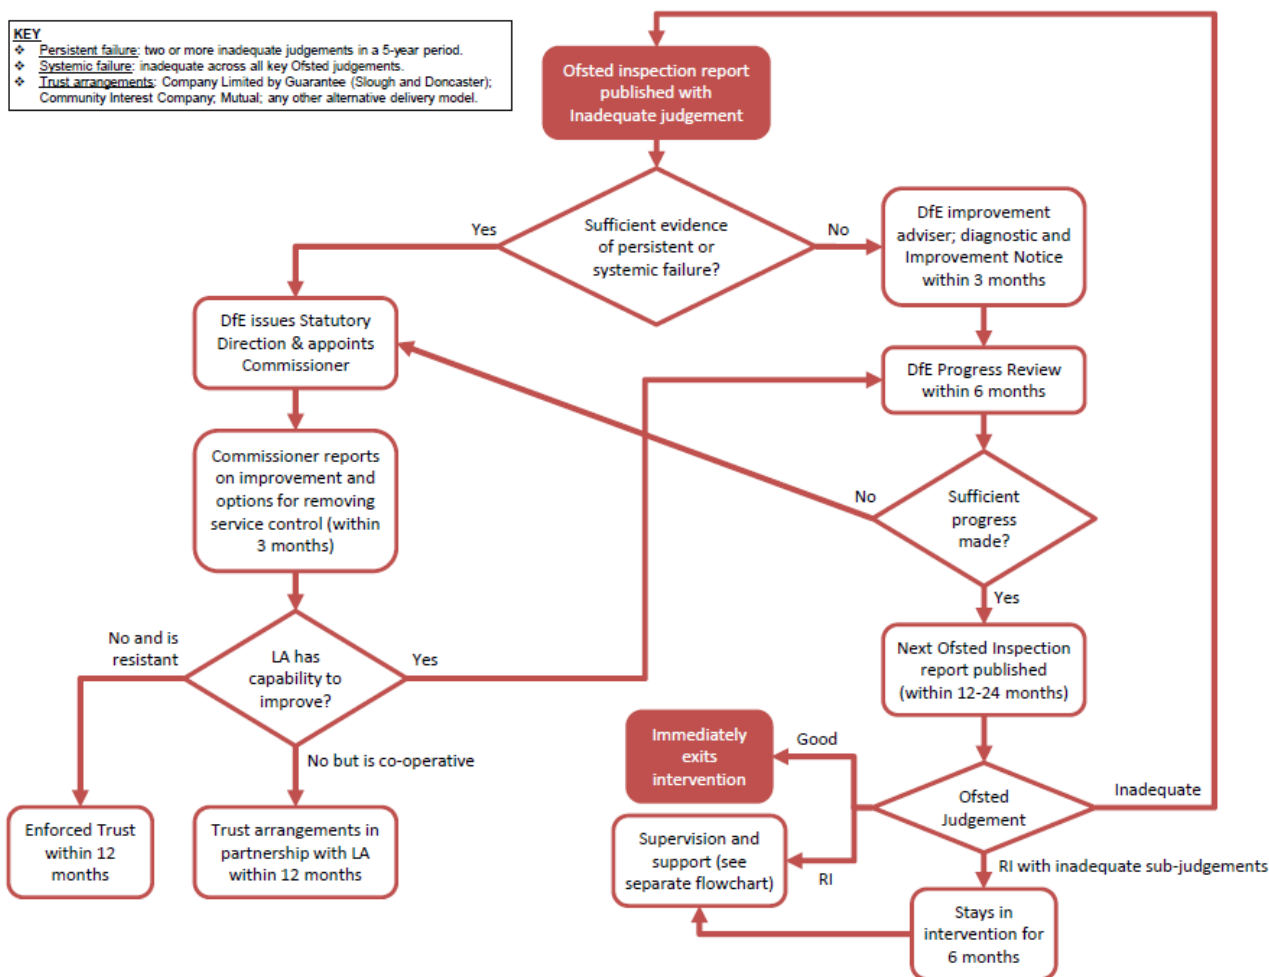 KEY
❖ Persistent failure: two or more inadequate judgements in a 5-year period.
❖ Systemic failure: inadequate across all key Ofsted judgements.
❖ Trust arrangements: Company Limited by Guarantee (Slough and Doncaster);
Community Interest Company; Mutual; any other alternative delivery model.
Ofsted inspection report
published with
Inadequate judgement
Sufficient evidence
of persistent or
systemic failure?
Yes
No
DfE improvement
adviser; diagnostic and
Improvement Notice
within 3 months
DfE issues Statutory
Direction & appoints
Commissioner
DfE Progress Review
within 6 months
Commissioner reports
on improvement and
options for removing
service control (within
3 months)
No
Sufficient
progress
made?
Yes
No and is
resistant
LA has
capability to
improve?
Yes
Next Ofsted Inspection
report published
(within 12-24 months)
No but is co-operative
Immediately
exits
intervention
Good
Ofsted
Judgement
Inadequate
Enforced Trust
within 12
months
Trust arrangements in
partnership with LA
within 12 months
Supervision and
support (see
separate flowchart)
RI
RI with inadequate sub-judgements
Stays in
intervention for
6 months